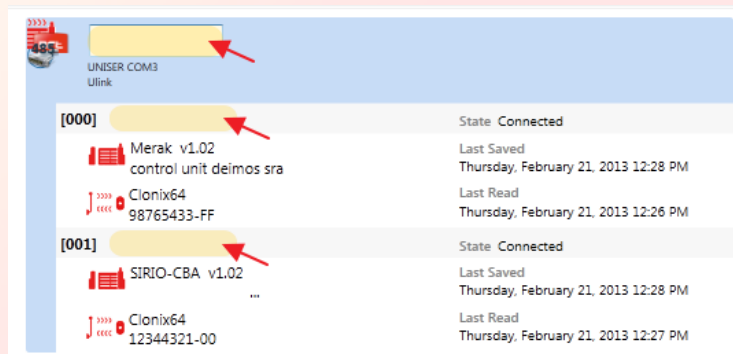 485
UNISER COM3
Ulink
[000] State Connected
Merak v1.02
control unit deimos sra
Last Saved
Thursday, February 21, 2013 12:28 PM
Clonix64
98765433-FF
Last Read
Thursday, February 21, 2013 12:26 PM
[001] State Connected
SIRIO-CBA v1.02
...
Last Saved
Thursday, February 21, 2013 12:28 PM
Clonix64
12344321-00
Last Read
Thursday, February 21, 2013 12:27 PM